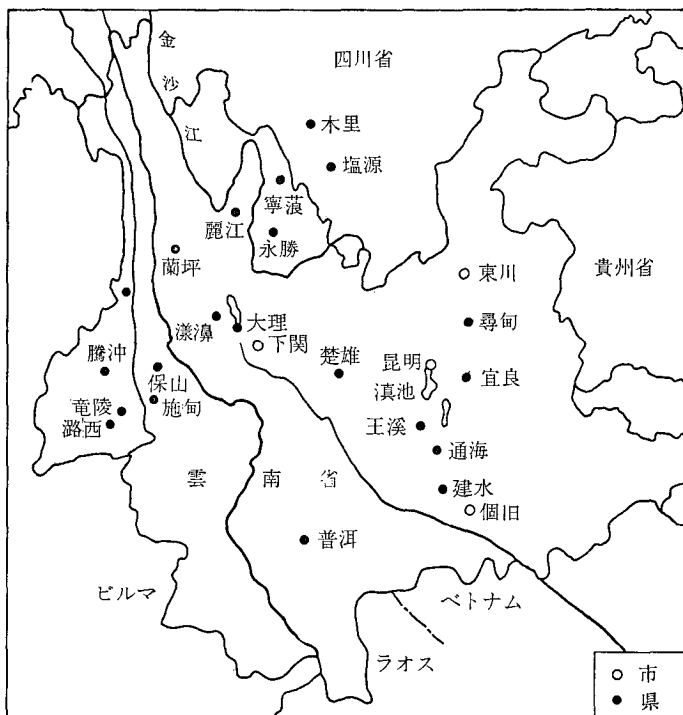 金沙江
四川省
木里
塩源
寧蒗
麗江
永勝
蘭坪
東川
貴州省
漾濞
大理
下関
尋甸
昆明
滇池
宜良
楚雄
騰沖
保山
施甸
竜陵
潞西
王溪
通海
雲南省
建水
個旧
普洱
ビルマ
ベトナム
ラオス
市
県